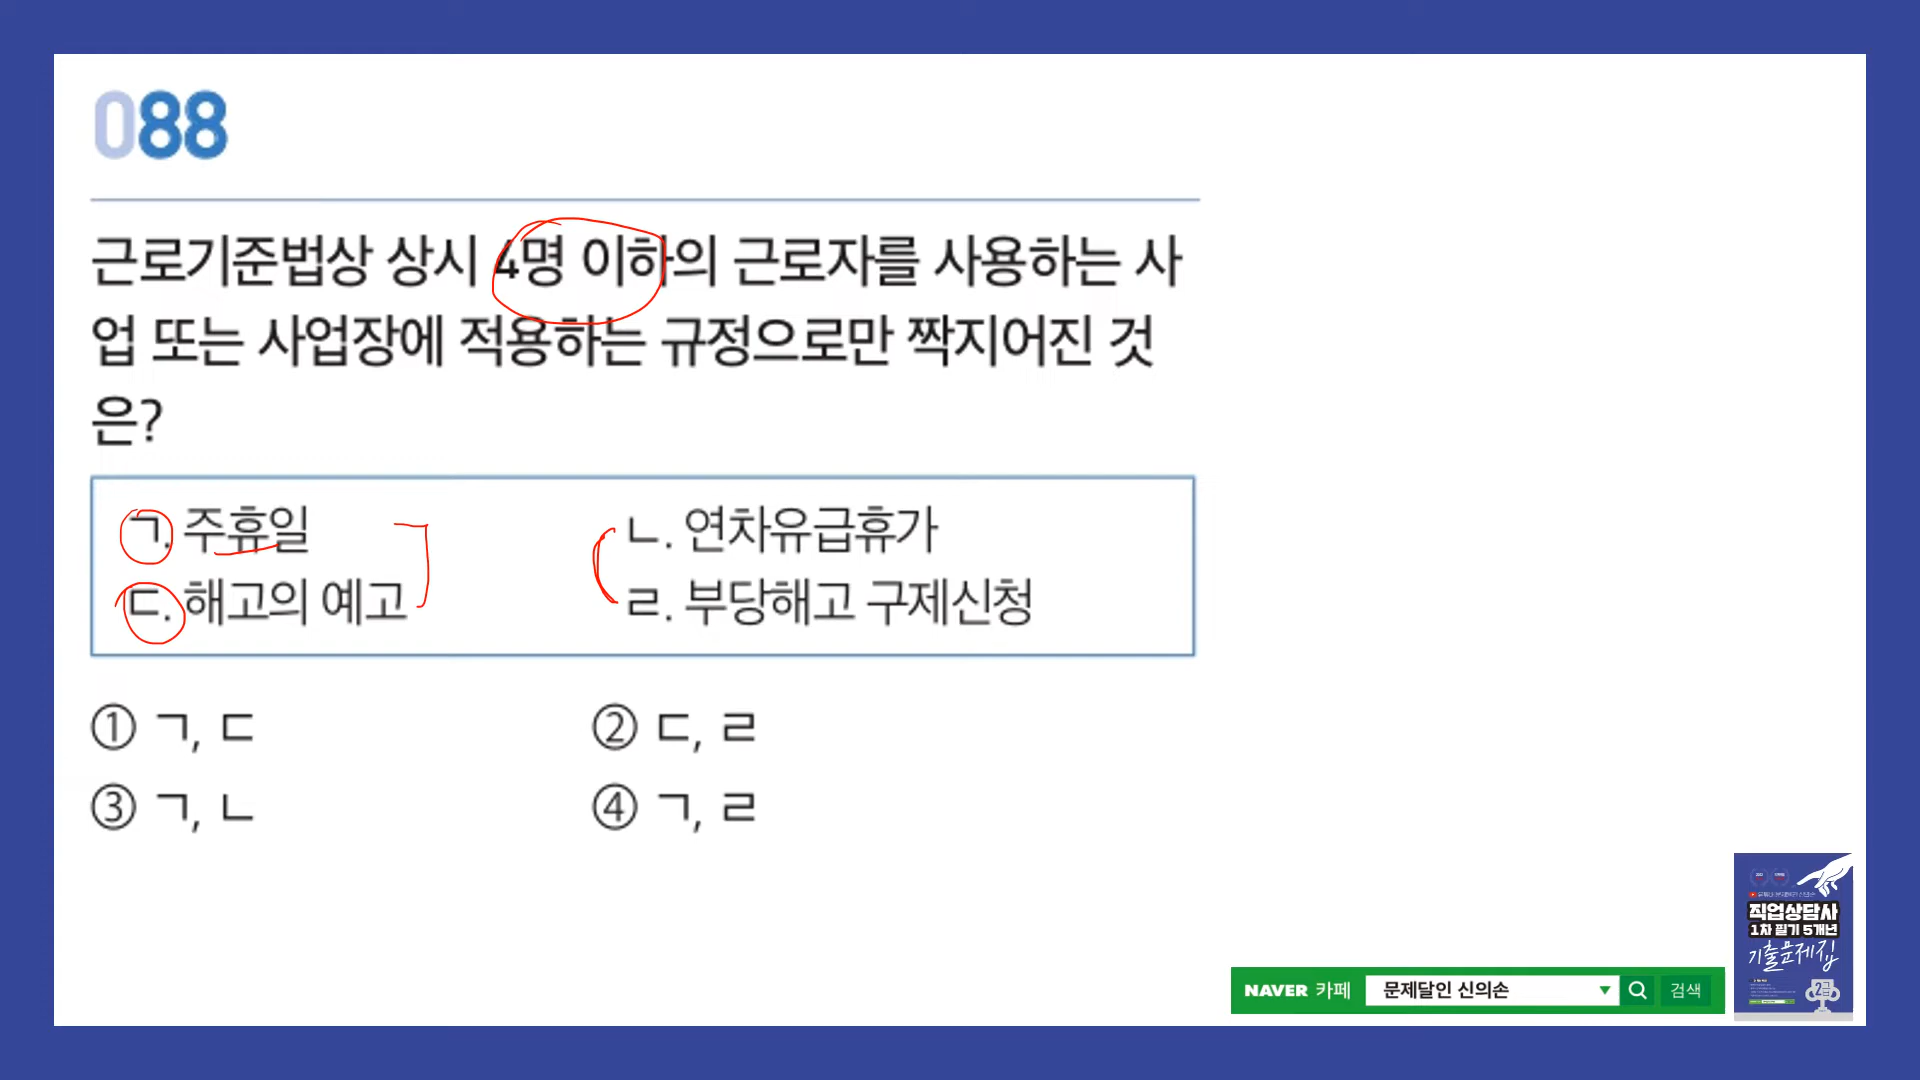 088
근로기준법상 상시 4명 이하의 근로자를 사용하는 사
업 또는 사업장에 적용하는 규정으로만 짝지어진 것
은?
ㄱ. 주휴일 ㄴ. 연차유급휴가
ㄷ. 해고의 예고 ㄹ. 부당해고 구제신청
① ㄱ, ㄷ ② ㄷ, ㄹ
③ ㄱ, ㄴ ④ ㄱ, ㄹ
직업상담사
1차 필기 5개년
기출문제집
2급
NAVER 카페 문제달인 신의손 검색